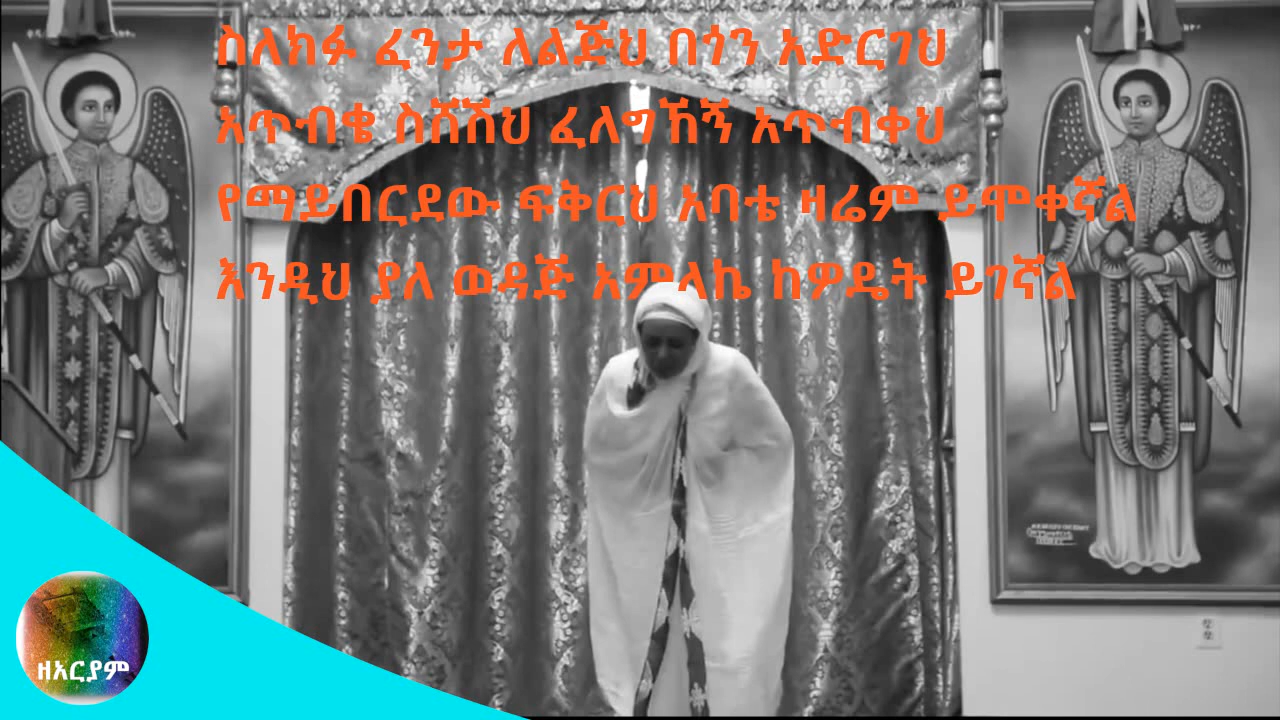 ስለክፉ ፈንታ ለልጅህ በጎን አድርገህ
አጥብቄ ስሸሽህ ፈለግኸኝ አጥብቀህ
የማይበርደው ፍቅርህ አባቴ ዛሬም ይሞቀኛል
እንዲህ ያለ ወዳጅ አምላኬ ከዎዴት ይገኛል
ዘአርያም